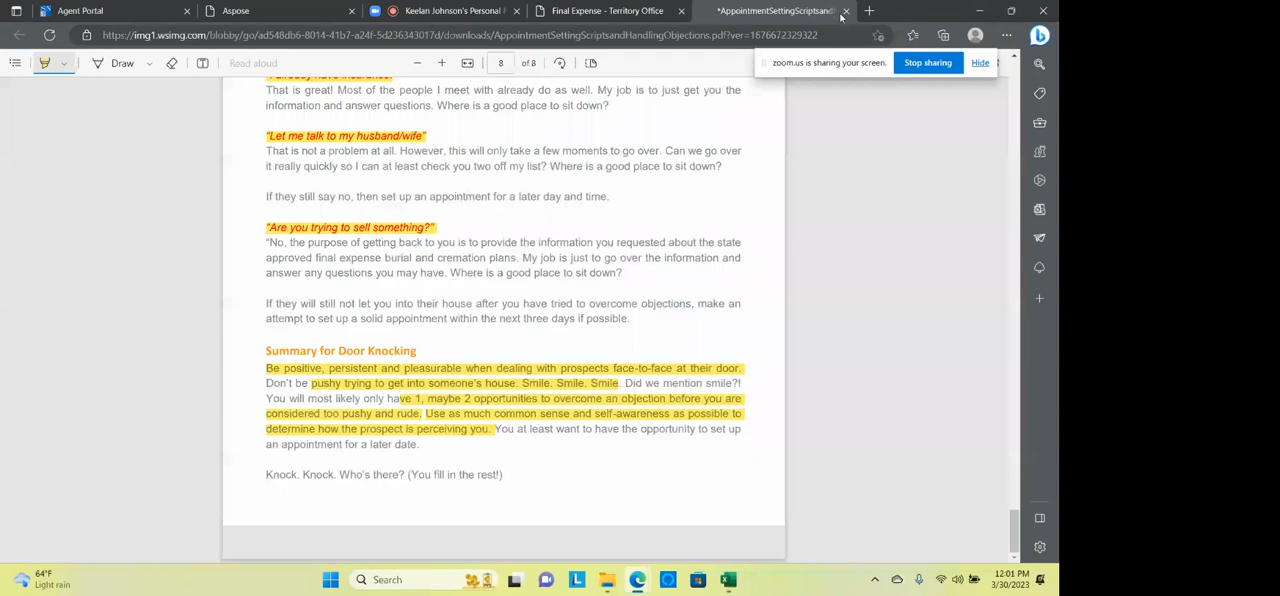 Agent Portal
Aspose
Keelan Johnson's Personal
Final Expense - Territory Office
*AppointmentSettingScriptsand
https://img1.wsimg.com/blobby/go/ad548db6-8014-41b7-a24f-5d236343017d/downloads/AppointmentSettingScriptsandHandlingObjections.pdf?ver=1676672329322
Draw
Read aloud
8 of 8
zoom.us is sharing your screen. Stop sharing Hide
"I already have insurance."
That is great! Most of the people I meet with already do as well. My job is to just get you the
information and answer questions. Where is a good place to sit down?
"Let me talk to my husband/wife"
That is not a problem at all. However, this will only take a few moments to go over. Can we go over
it really quickly so I can at least check you two off my list? Where is a good place to sit down?
If they still say no, then set up an appointment for a later day and time.
"Are you trying to sell something?"
"No, the purpose of getting back to you is to provide the information you requested about the state
approved final expense burial and cremation plans. My job is just to go over the information and
answer any questions you may have. Where is a good place to sit down?
If they will still not let you into their house after you have tried to overcome objections, make an
attempt to set up a solid appointment within the next three days if possible.
Summary for Door Knocking
Be positive, persistent and pleasurable when dealing with prospects face-to-face at their door.
Don't be pushy trying to get into someone's house. Smile. Smile. Smile. Did we mention smile?!
You will most likely only have 1, maybe 2 opportunities to overcome an objection before you are
considered too pushy and rude. Use as much common sense and self-awareness as possible to
determine how the prospect is perceiving you. You at least want to have the opportunity to set up
an appointment for a later date.
Knock. Knock. Who's there? (You fill in the rest!)
64°F
Light rain
Search
12:01 PM
3/30/2023